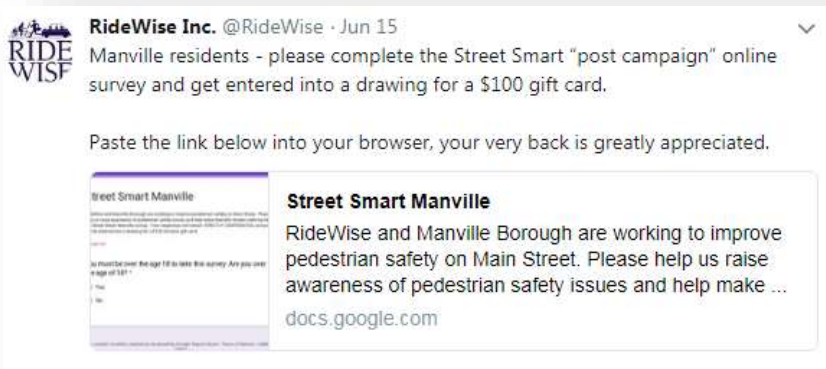 RideWise Inc. @RideWise · Jun 15
RIDE
WISE
Manville residents - please complete the Street Smart “post campaign” online
survey and get entered into a drawing for a $100 gift card.
Paste the link below into your browser, your very back is greatly appreciated.
treet Smart Manville
u must be over the age 18 to take this survey. Are you over
e age of 18? *
Yes
No
Street Smart Manville
RideWise and Manville Borough are working to improve
pedestrian safety on Main Street. Please help us raise
awareness of pedestrian safety issues and help make ...
docs.google.com